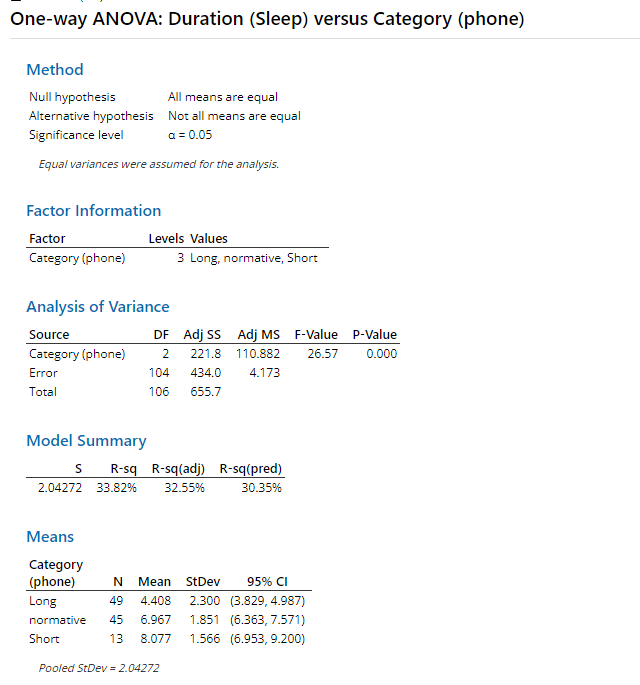 One-way ANOVA: Duration (Sleep) versus Category (phone)
Method
Null hypothesis All means are equal
Alternative hypothesis Not all means are equal
Significance level α = 0.05
Equal variances were assumed for the analysis.
Factor Information
Factor Levels Values
Category (phone) 3 Long, normative, Short
Analysis of Variance
Source DF Adj SS Adj MS F-Value P-Value
Category (phone) 2 221.8 110.882 26.57 0.000
Error 104 434.0 4.173
Total 106 655.7
Model Summary
S R-sq R-sq(adj) R-sq(pred)
2.04272 33.82% 32.55% 30.35%
Means
Category
(phone) N Mean StDev 95% CI
Long 49 4.408 2.300 (3.829, 4.987)
normative 45 6.967 1.851 (6.363, 7.571)
Short 13 8.077 1.566 (6.953, 9.200)
Pooled StDev = 2.04272